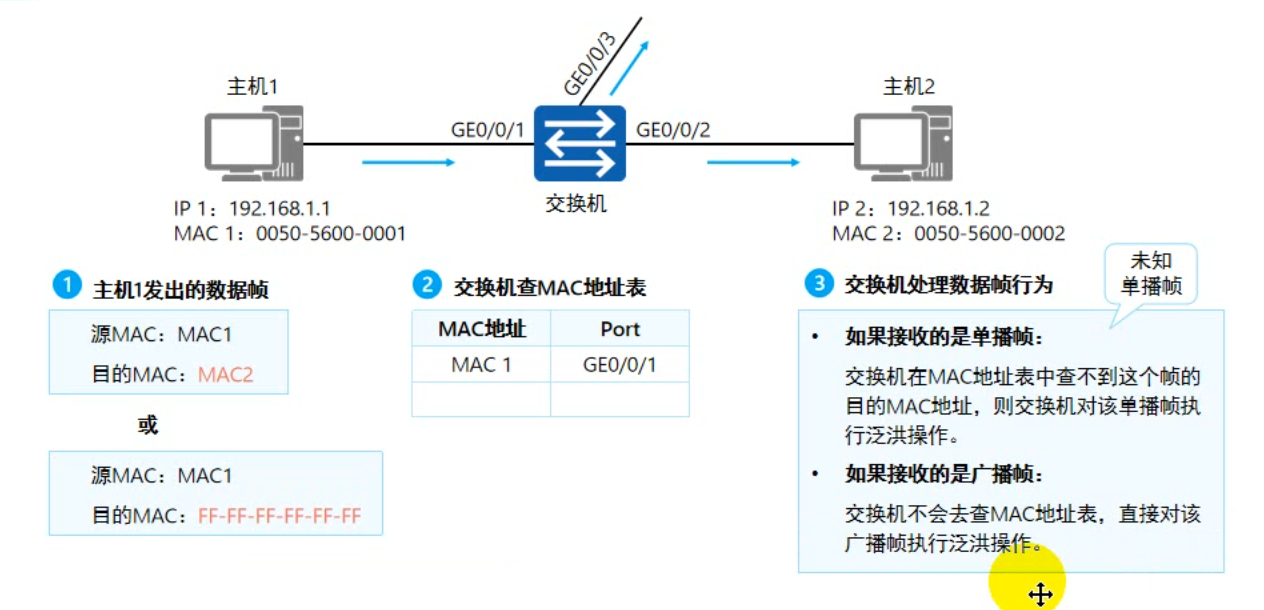 GE0/0/3
主机1
主机2
GE0/0/1
GE0/0/2
交换机
IP 1：192.168.1.1
MAC 1：0050-5600-0001
IP 2：192.168.1.2
MAC 2：0050-5600-0002
1 主机1发出的数据帧
源MAC：MAC1
目的MAC：MAC2
或
源MAC：MAC1
目的MAC：FF-FF-FF-FF-FF-FF
2 交换机查MAC地址表
MAC地址 Port
MAC 1 GE0/0/1
3 交换机处理数据帧行为
未知
单播帧
• 如果接收的是单播帧：
交换机在MAC地址表中查不到这个帧的
目的MAC地址，则交换机对该单播帧执
行泛洪操作。
• 如果接收的是广播帧：
交换机不会去查MAC地址表，直接对该
广播帧执行泛洪操作。